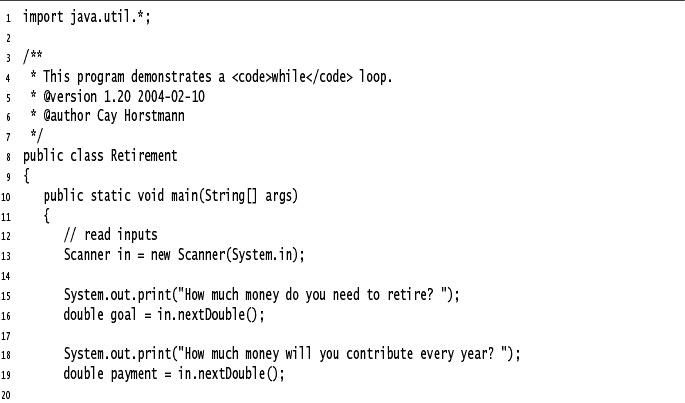 1 import java.util.*;
2
3 /**
4  * This program demonstrates a <code>while</code> loop.
5  * @version 1.20 2004-02-10
6  * @author Cay Horstmann
7  */
8 public class Retirement
9 {
10    public static void main(String[] args)
11    {
12       // read inputs
13       Scanner in = new Scanner(System.in);
14
15       System.out.print("How much money do you need to retire? ");
16       double goal = in.nextDouble();
17
18       System.out.print("How much money will you contribute every year? ");
19       double payment = in.nextDouble();
20